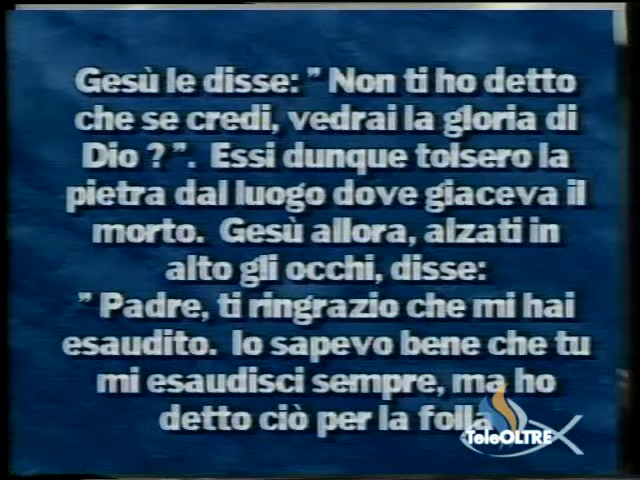 Gesù le disse: " Non ti ho detto
che se credi, vedrai la gloria di
Dio ? ". Essi dunque tolsero la
pietra dal luogo dove giaceva il
morto. Gesù allora, alzati in
alto gli occhi, disse:
" Padre, ti ringrazio che mi hai
esaudito. Io sapevo bene che tu
mi esaudisci sempre, ma ho
detto ciò per la folla
TeleOLTRE